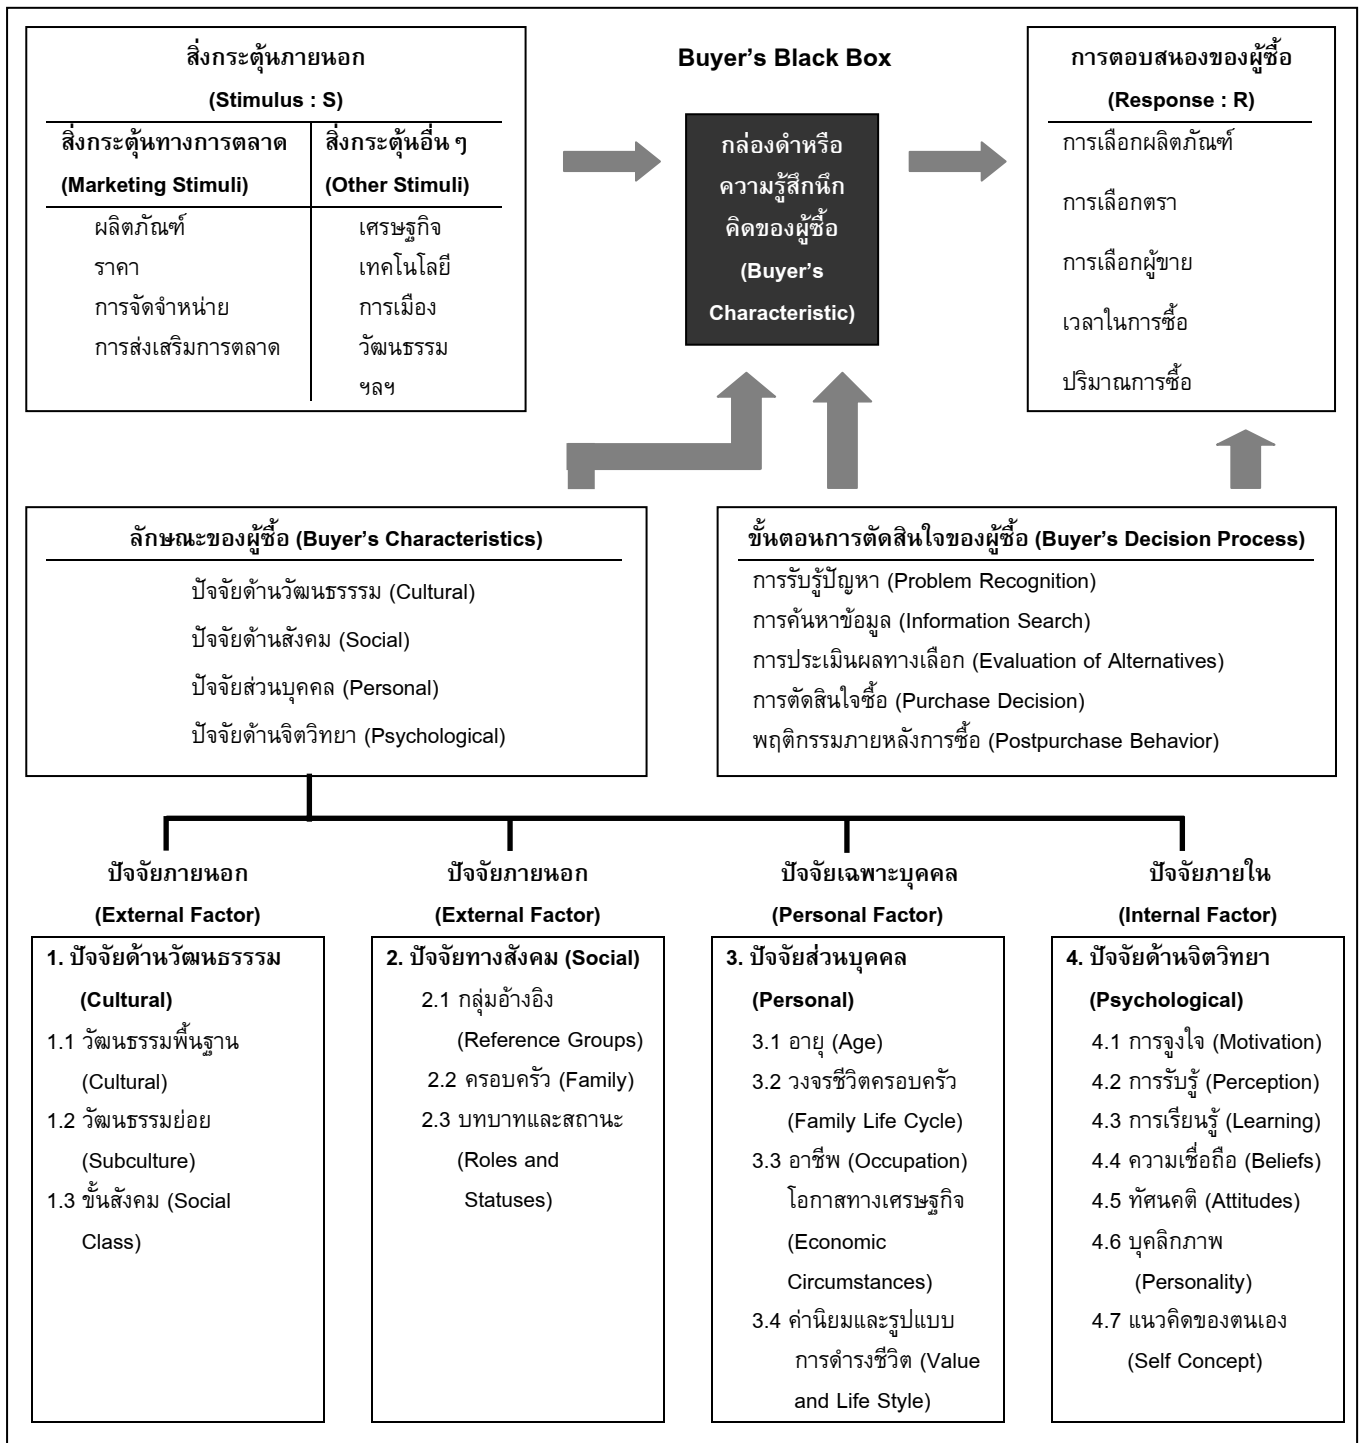 สิ่งกระตุ้นภายนอก
(Stimulus : S)
สิ่งกระตุ้นทางการตลาด
(Marketing Stimuli)
ผลิตภัณฑ์
ราคา
การจัดจำหน่าย
การส่งเสริมการตลาด
สิ่งกระตุ้นอื่น ๆ
(Other Stimuli)
เศรษฐกิจ
เทคโนโลยี
การเมือง
วัฒนธรรม
ฯลฯ
Buyer's Black Box
กล่องดำหรือ
ความรู้สึกนึก
คิดของผู้ซื้อ
(Buyer's
Characteristic)
การตอบสนองของผู้ซื้อ
(Response : R)
การเลือกผลิตภัณฑ์
การเลือกตรา
การเลือกผู้ขาย
เวลาในการซื้อ
ปริมาณการซื้อ
ลักษณะของผู้ซื้อ (Buyer's Characteristics)
ปัจจัยด้านวัฒนธรรรม (Cultural)
ปัจจัยด้านสังคม (Social)
ปัจจัยส่วนบุคคล (Personal)
ปัจจัยด้านจิตวิทยา (Psychological)
ขั้นตอนการตัดสินใจของผู้ซื้อ (Buyer's Decision Process)
การรับรู้ปัญหา (Problem Recognition)
การค้นหาข้อมูล (Information Search)
การประเมินผลทางเลือก (Evaluation of Alternatives)
การตัดสินใจซื้อ (Purchase Decision)
พฤติกรรมภายหลังการซื้อ (Postpurchase Behavior)
ปัจจัยภายนอก
(External Factor)
1. ปัจจัยด้านวัฒนธรรรม
(Cultural)
1.1 วัฒนธรรมพื้นฐาน
(Cultural)
1.2 วัฒนธรรมย่อย
(Subculture)
1.3 ขั้นสังคม (Social
Class)
ปัจจัยภายนอก
(External Factor)
2. ปัจจัยทางสังคม (Social)
2.1 กลุ่มอ้างอิง
(Reference Groups)
2.2 ครอบครัว (Family)
2.3 บทบาทและสถานะ
(Roles and
Statuses)
ปัจจัยเฉพาะบุคคล
(Personal Factor)
3. ปัจจัยส่วนบุคคล
(Personal)
3.1 อายุ (Age)
3.2 วงจรชีวิตครอบครัว
(Family Life Cycle)
3.3 อาชีพ (Occupation)
โอกาสทางเศรษฐกิจ
(Economic
Circumstances)
3.4 ค่านิยมและรูปแบบ
การดำรงชีวิต (Value
and Life Style)
ปัจจัยภายใน
(Internal Factor)
4. ปัจจัยด้านจิตวิทยา
(Psychological)
4.1 การจูงใจ (Motivation)
4.2 การรับรู้ (Perception)
4.3 การเรียนรู้ (Learning)
4.4 ความเชื่อถือ (Beliefs)
4.5 ทัศนคติ (Attitudes)
4.6 บุคลิกภาพ
(Personality)
4.7 แนวคิดของตนเอง
(Self Concept)